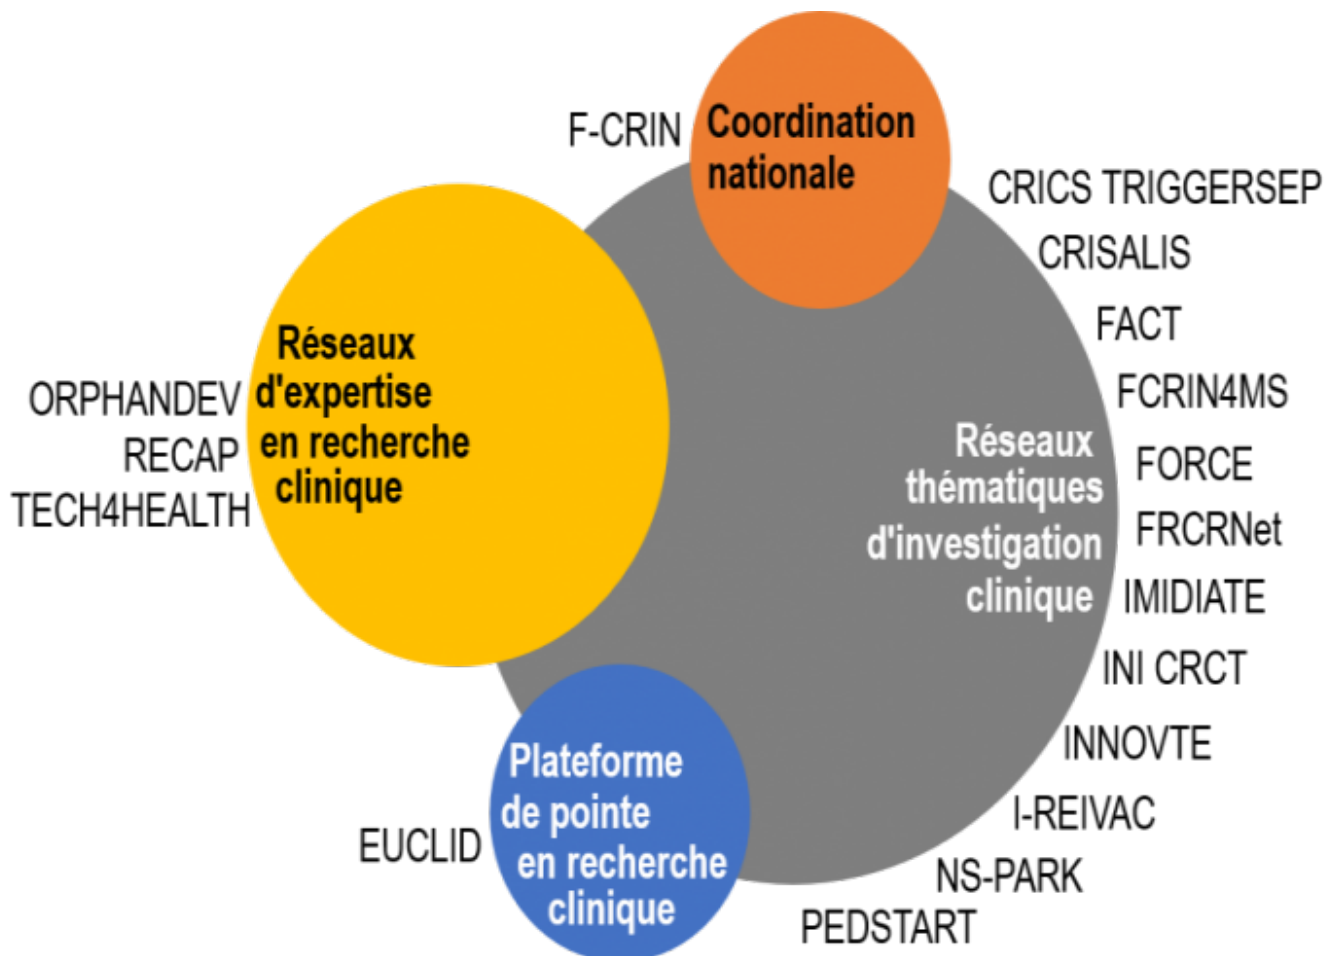 F-CRIN
Coordination
nationale
CRICS TRIGGERSEP
CRISALIS
FACT
FCRIN4MS
FORCE
FRCRNet
IMIDIATE
INI CRCT
INNOVTE
I-REIVAC
NS-PARK
PEDSTART
Réseaux
thématiques
d'investigation
clinique
Réseaux
d'expertise
en recherche
clinique
ORPHANDEV
RECAP
TECH4HEALTH
Plateforme
de pointe
en recherche
clinique
EUCLID